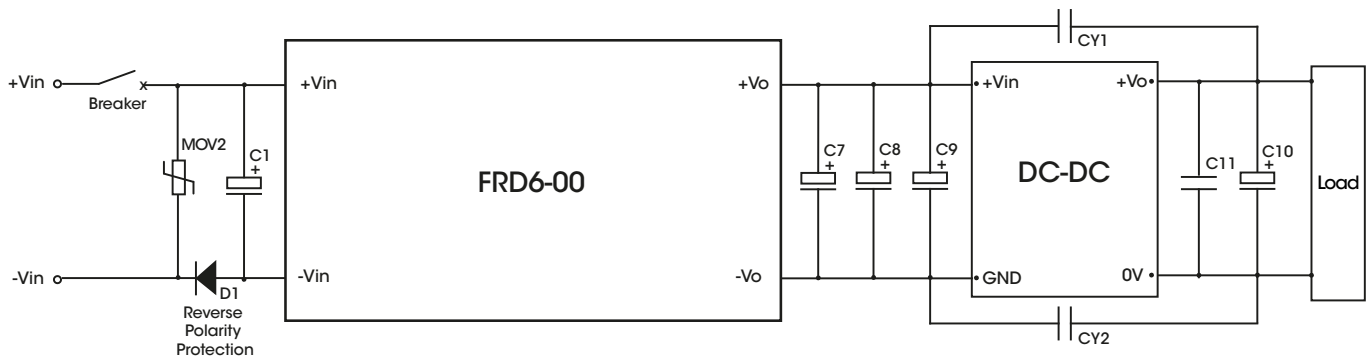 CY1
+Vin
Breaker
x
+Vin
+Vo
+Vin
+Vo
MOV2
C1
+
FRD6-00
C7
+
C8
+
C9
+
DC-DC
C11
C10
+
Load
-Vin
D1
Reverse
Polarity
Protection
-Vin
-Vo
GND
0V
CY2